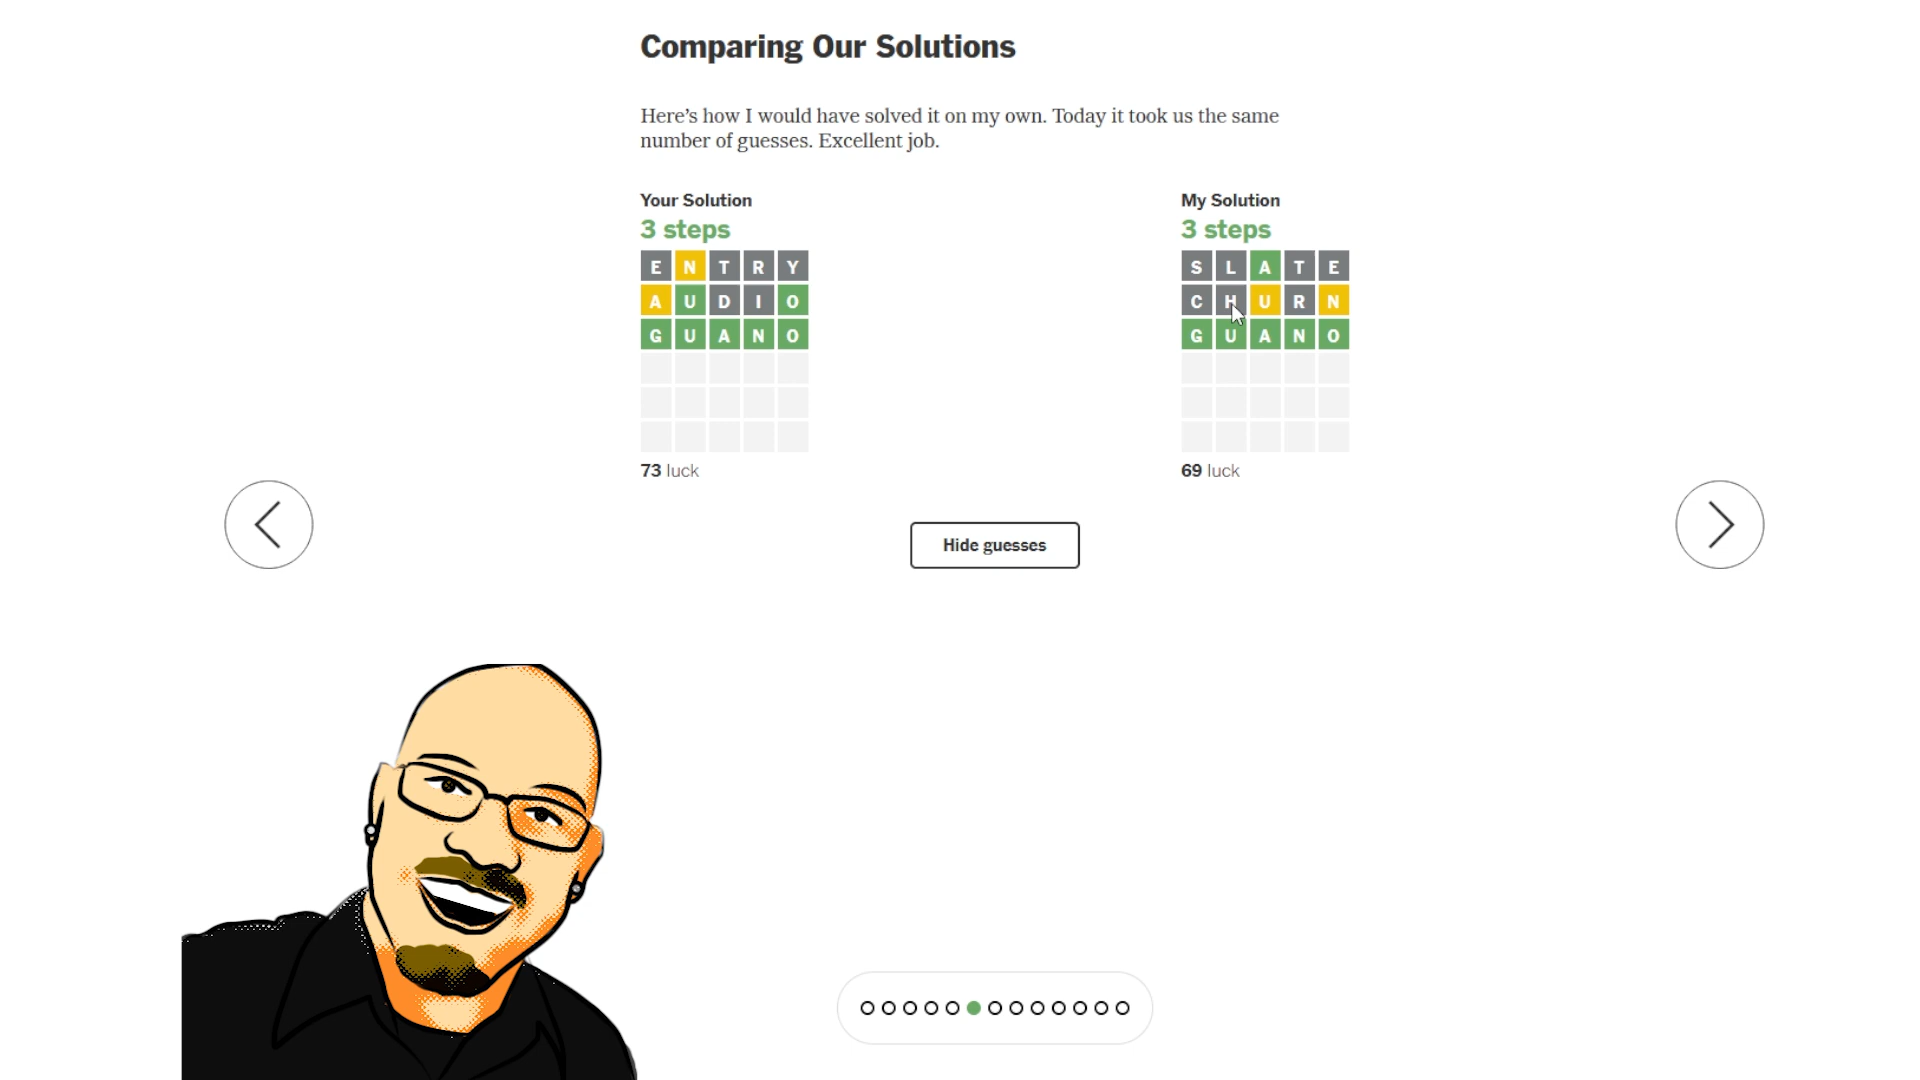 Comparing Our Solutions
Here’s how I would have solved it on my own. Today it took us the same
number of guesses. Excellent job.
Your Solution
3 steps
E N T R Y
A U D I O
G U A N O
73 luck
My Solution
3 steps
S L A T E
C H U R N
G U A N O
69 luck
Hide guesses